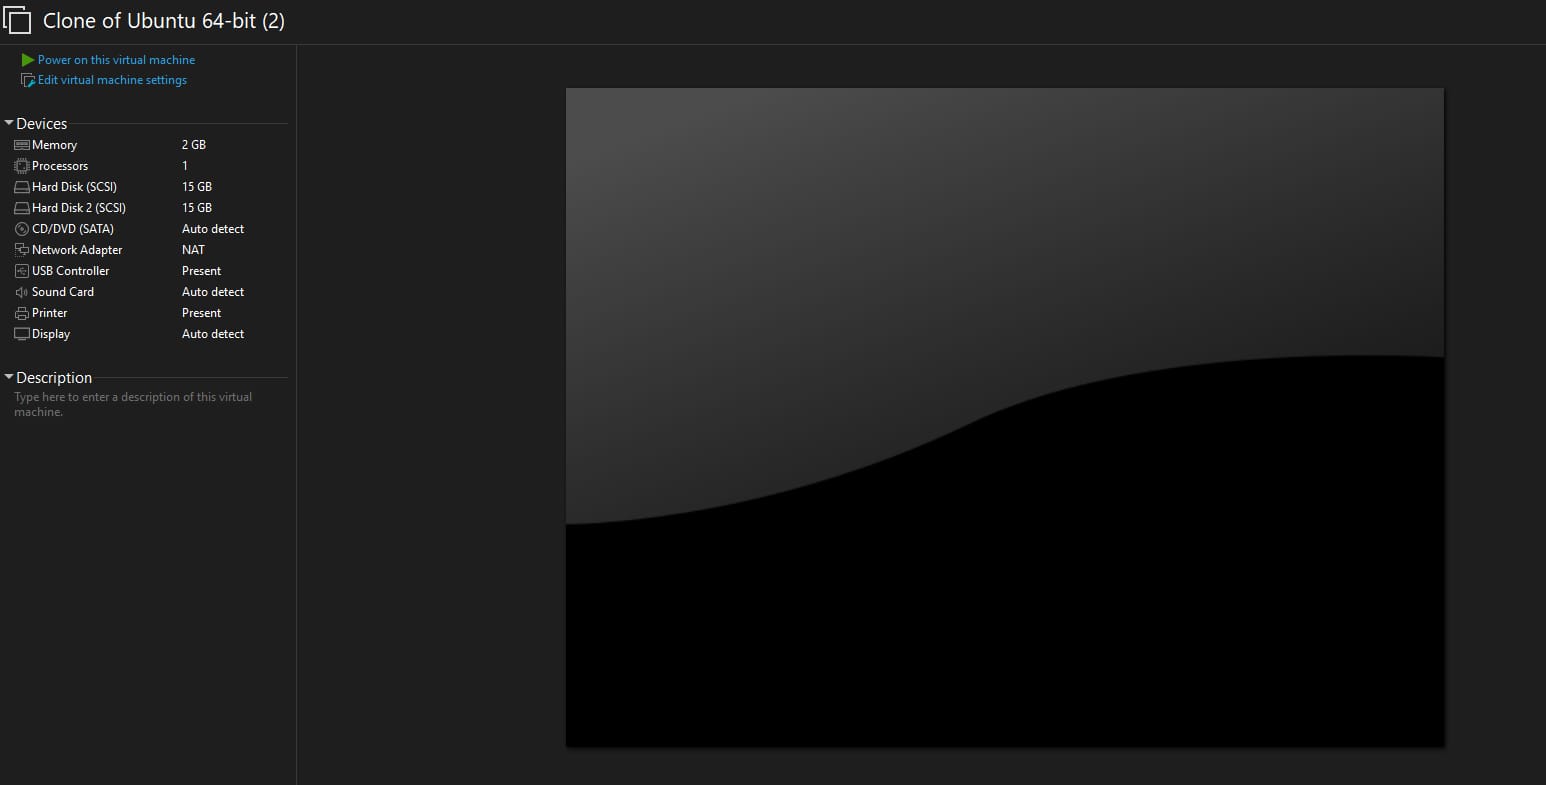 Clone of Ubuntu 64-bit (2)
Power on this virtual machine
Edit virtual machine settings
Devices
Memory 2 GB
Processors 1
Hard Disk (SCSI) 15 GB
Hard Disk 2 (SCSI) 15 GB
CD/DVD (SATA) Auto detect
Network Adapter NAT
USB Controller Present
Sound Card Auto detect
Printer Present
Display Auto detect
Description
Type here to enter a description of this virtual
machine.